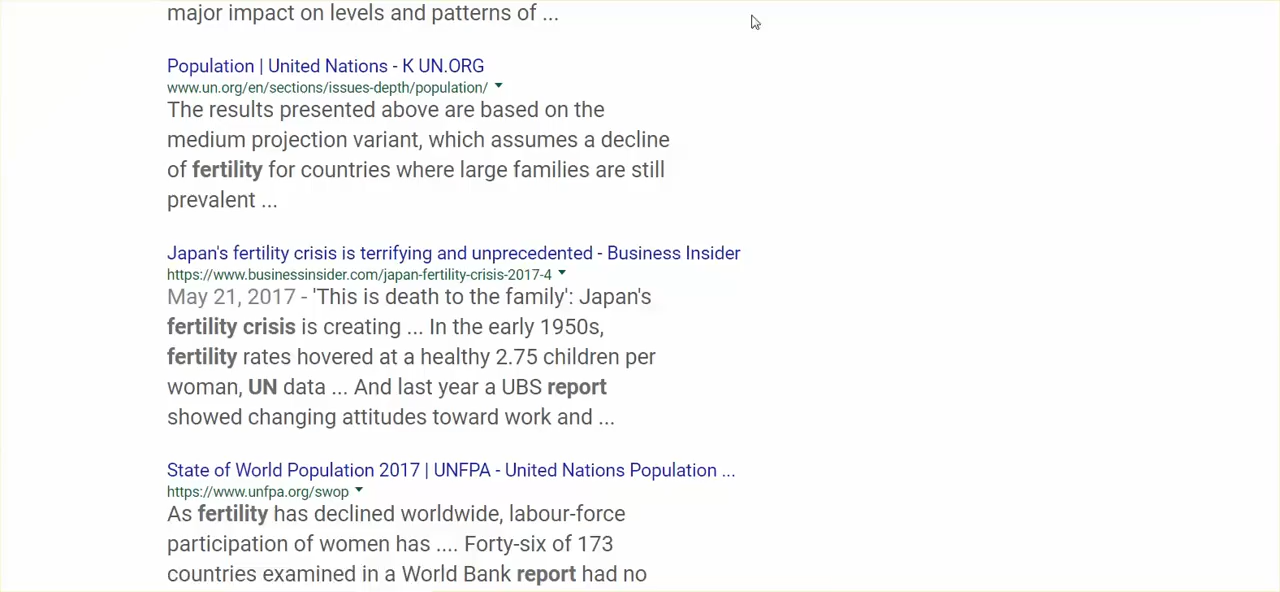 major impact on levels and patterns of ...
Population | United Nations - K UN.ORG
www.un.org/en/sections/issues-depth/population/
The results presented above are based on the
medium projection variant, which assumes a decline
of fertility for countries where large families are still
prevalent ...
Japan's fertility crisis is terrifying and unprecedented - Business Insider
https://www.businessinsider.com/japan-fertility-crisis-2017-4
May 21, 2017 - 'This is death to the family': Japan's
fertility crisis is creating ... In the early 1950s,
fertility rates hovered at a healthy 2.75 children per
woman, UN data ... And last year a UBS report
showed changing attitudes toward work and ...
State of World Population 2017 | UNFPA - United Nations Population ...
https://www.unfpa.org/swop
As fertility has declined worldwide, labour-force
participation of women has .... Forty-six of 173
countries examined in a World Bank report had no